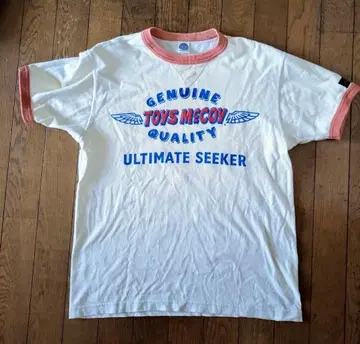 GENUINE
TOYS McCOY
QUALITY
ULTIMATE SEEKER